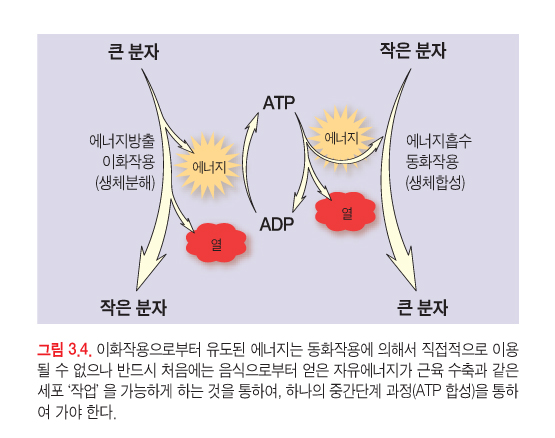 큰 분자
작은 분자
ATP
에너지방출
이화작용
(생체분해)
에너지
에너지
에너지흡수
동화작용
(생체합성)
열
열
ADP
작은 분자
큰 분자
그림 3.4. 이화작용으로부터 유도된 에너지는 동화작용에 의해서 직접적으로 이용
될 수 없으나 반드시 처음에는 음식으로부터 얻은 자유에너지가 근육 수축과 같은
세포 ‘작업’ 을 가능하게 하는 것을 통하여, 하나의 중간단계 과정(ATP 합성)을 통하
여 가야 한다.